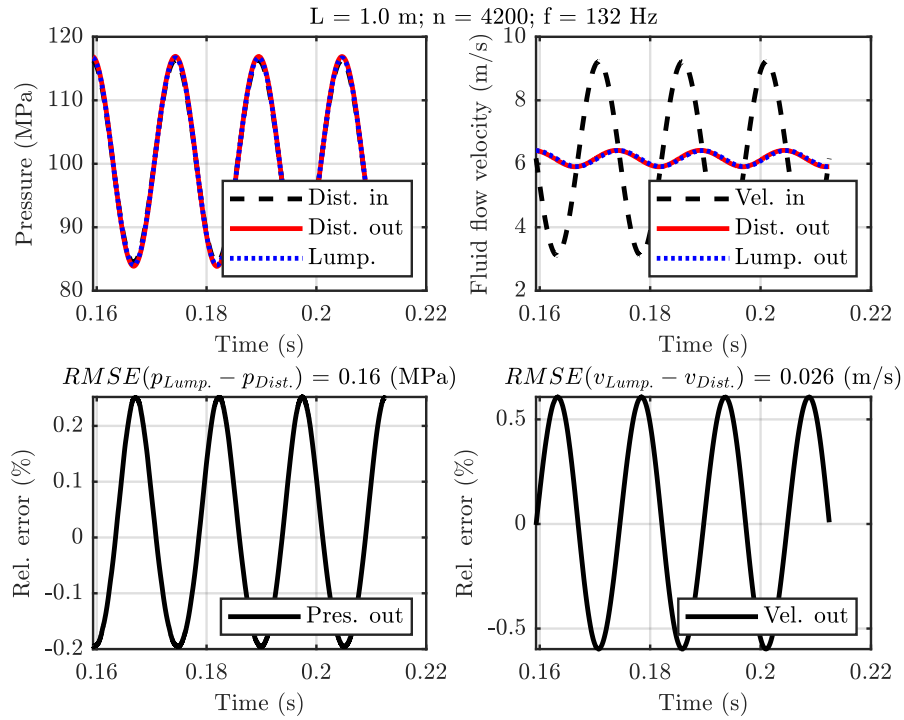 L = 1.0 m; n = 4200; f = 132 Hz
120
110
100
90
80
Pressure (MPa)
0.16 0.18 0.2 0.22
Time (s)
Dist. in
Dist. out
Lump.
10
8
6
4
2
Fluid flow velocity (m/s)
0.16 0.18 0.2 0.22
Time (s)
Vel. in
Dist. out
Lump. out
RMSE(p_Lump. − p_Dist.) = 0.16 (MPa)
0.2
0.1
0
-0.1
-0.2
Rel. error (%)
0.16 0.18 0.2 0.22
Time (s)
Pres. out
RMSE(v_Lump. − v_Dist.) = 0.026 (m/s)
0.5
0
-0.5
Rel. error (%)
0.16 0.18 0.2 0.22
Time (s)
Vel. out